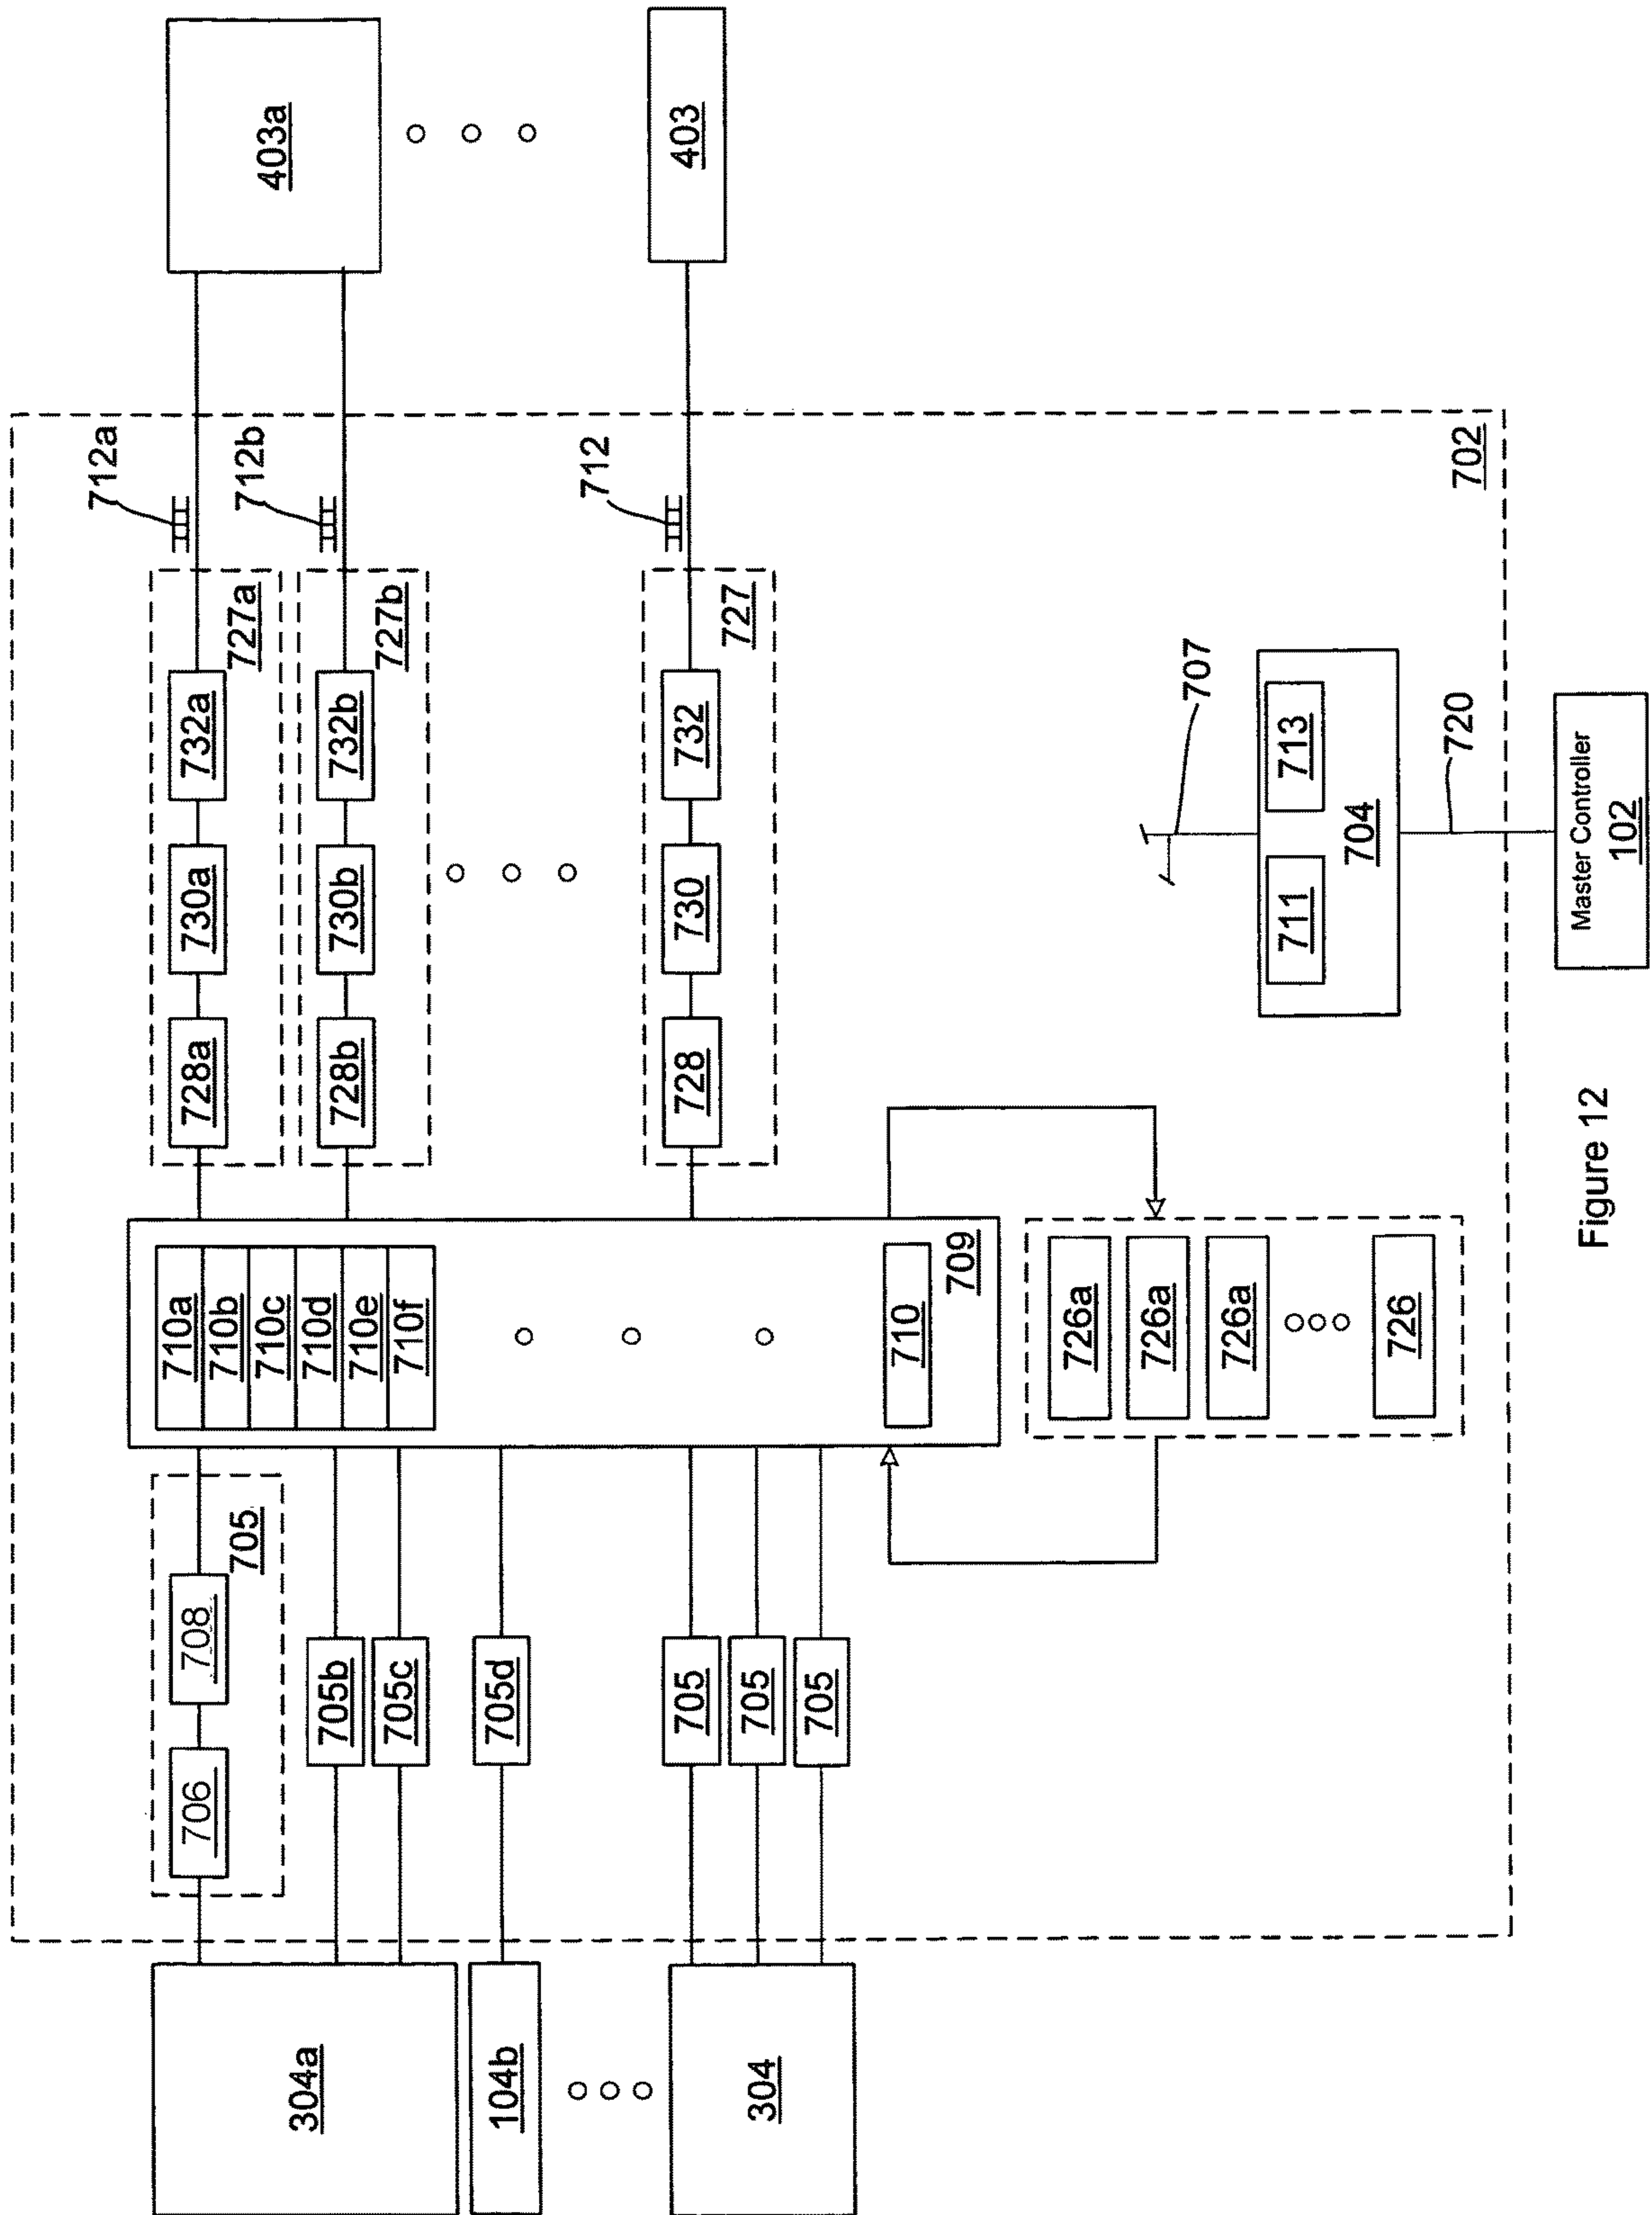 304a
104b
304
706
708
705
705b
705c
705d
705
705
705
710a
710b
710c
710d
710e
710f
710
709
726a
726a
726a
726
728a
730a
732a
727a
728b
730b
732b
727b
728
730
732
727
712a
712b
712
403a
403
707
711
713
704
720
702
Master Controller
102
Figure 12